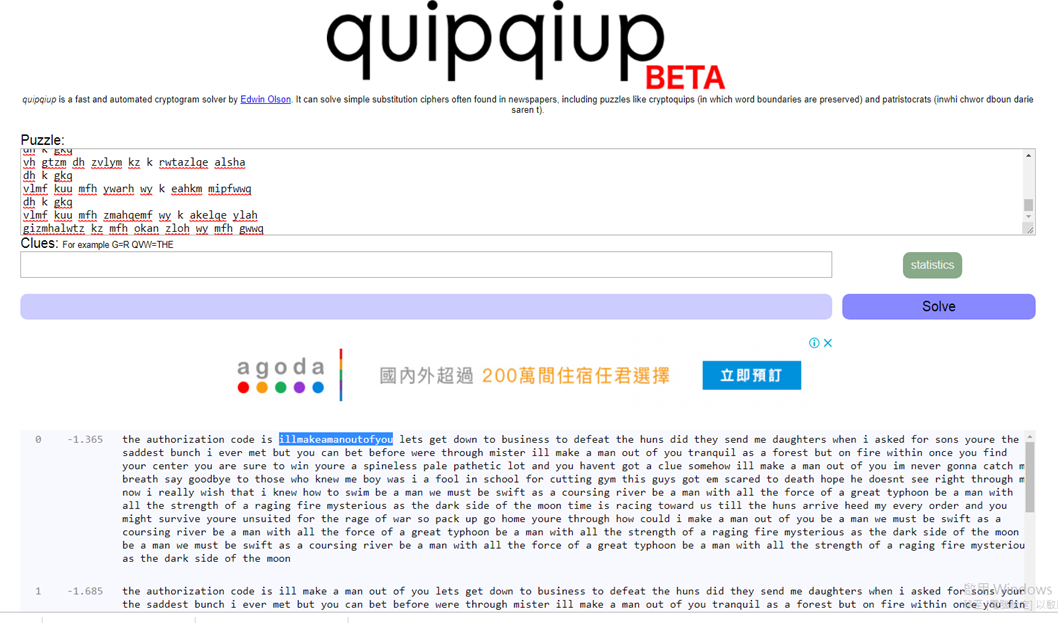 quipqiup
BETA
quipqiup is a fast and automated cryptogram solver by Edwin Olson. It can solve simple substitution ciphers often found in newspapers, including puzzles like cryptoquips (in which word boundaries are preserved) and patristocrats (inwhi chwor dboun darie
saren t).
Puzzle:
dh k gkq
vh gtzm dh zvlym kz k rwtazlqe alsha
dh k gkq
vlmf kuu mfh ywarh wy k eahkm mipfwwq
dh k gkq
vlmf kuu mfh zmahqemf wy k akelqe ylah
gizmhalwtz kz mfh okan zloh wy mfh gwwq
Clues: For example G=R QVW=THE
statistics
Solve
agoda
國內外超過 200萬間住宿任君選擇
立即預訂
0 -1.365 the authorization code is illmakeamanoutofyou lets get down to business to defeat the huns did they send me daughters when i asked for sons youre the
saddest bunch i ever met but you can bet before were through mister ill make a man out of you tranquil as a forest but on fire within once you find
your center you are sure to win youre a spineless pale pathetic lot and you havent got a clue somehow ill make a man out of you im never gonna catch m
breath say goodbye to those who knew me boy was i a fool in school for cutting gym this guys got em scared to death hope he doesnt see right through m
now i really wish that i knew how to swim be a man we must be swift as a coursing river be a man with all the force of a great typhoon be a man with
all the strength of a raging fire mysterious as the dark side of the moon time is racing toward us till the huns arrive heed my every order and you
might survive youre unsuited for the rage of war so pack up go home youre through how could i make a man out of you be a man we must be swift as a
coursing river be a man with all the force of a great typhoon be a man with all the strength of a raging fire mysterious as the dark side of the moon
be a man we must be swift as a coursing river be a man with all the force of a great typhoon be a man with all the strength of a raging fire mysteriou
as the dark side of the moon
1 -1.685 the authorization code is ill make a man out of you lets get down to business to defeat the huns did they send me daughters when i asked for sons your
the saddest bunch i ever met but you can bet before were through mister ill make a man out of you tranquil as a forest but on fire within once you fin
啟用 Windows